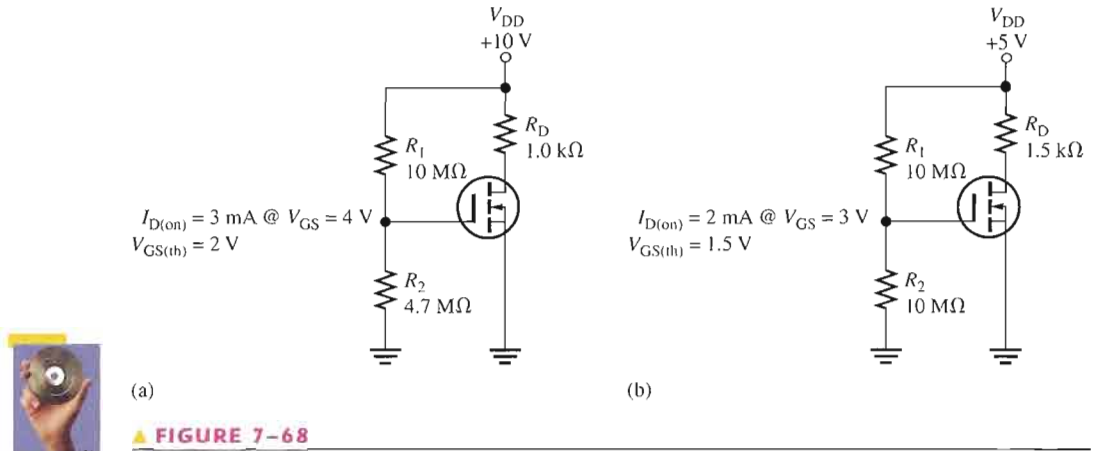 V_DD
+10 V
R_D
1.0 kΩ
R_1
10 MΩ
I_D(on) = 3 mA @ V_GS = 4 V
V_GS(th) = 2 V
R_2
4.7 MΩ
(a)
V_DD
+5 V
R_D
1.5 kΩ
R_1
10 MΩ
I_D(on) = 2 mA @ V_GS = 3 V
V_GS(th) = 1.5 V
R_2
10 MΩ
(b)
▲ FIGURE 7–68